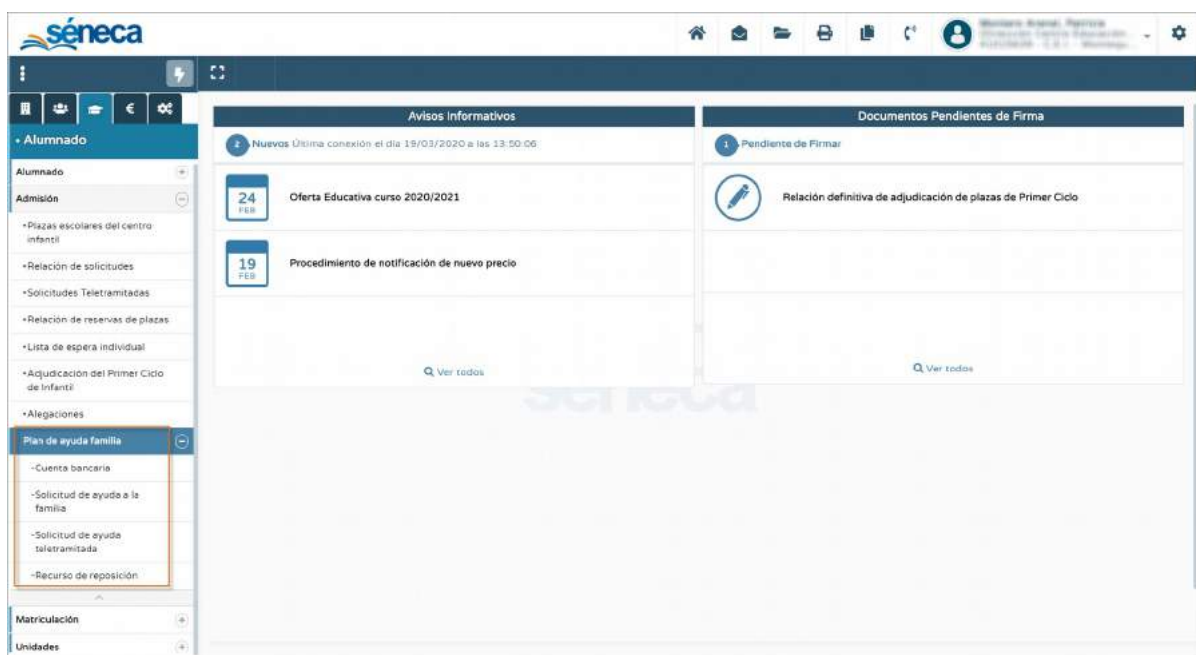 séneca
Alumnado
Alumnado
Admisión
Plazas escolares del centro
infantil
Relación de solicitudes
Solicitudes Teletramitadas
Relación de reservas de plazas
Lista de espera individual
Adjudicación del Primer Ciclo
de Infantil
Alegaciones
Plan de ayuda familia
-Cuenta bancaria
-Solicitud de ayuda a la
familia
-Solicitud de ayuda
teletramitada
-Recurso de reposición
Matriculación
Unidades
Avisos Informativos
2 Nuevos Última conexión el día 19/03/2020 a las 13:50:06
24
FEB
Oferta Educativa curso 2020/2021
19
FEB
Procedimiento de notificación de nuevo precio
Ver todos
Documentos Pendientes de Firma
1 Pendiente de Firmar
Relación definitiva de adjudicación de plazas de Primer Ciclo
Ver todos
séneca